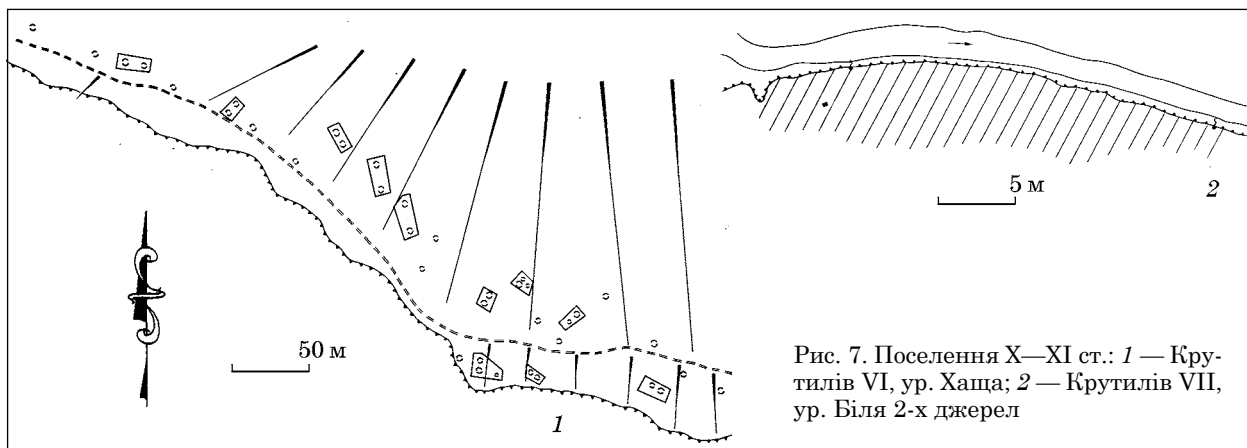 50 м
1
5 м
2
Рис. 7. Поселення X—XI ст.: 1 — Кру-
тилів VI, ур. Хаща; 2 — Крутилів VII,
ур. Біля 2-х джерел